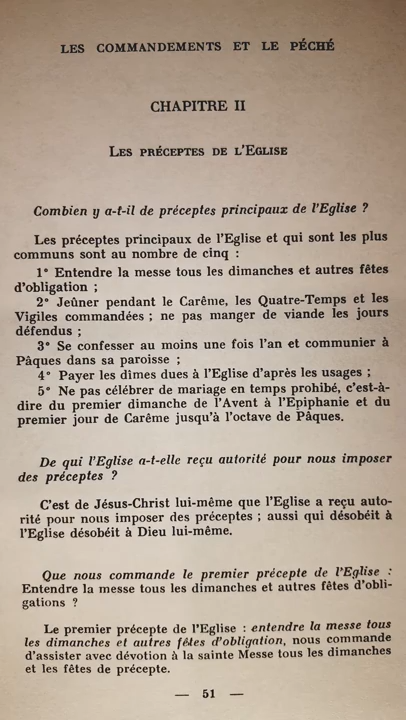 LES COMMANDEMENTS ET LE PÉCHÉ
CHAPITRE II
LES PRÉCEPTES DE L'EGLISE
Combien y a-t-il de préceptes principaux de l'Eglise ?
Les préceptes principaux de l'Eglise et qui sont les plus
communs sont au nombre de cinq :
1° Entendre la messe tous les dimanches et autres fêtes
d'obligation ;
2° Jeûner pendant le Carême, les Quatre-Temps et les
Vigiles commandées ; ne pas manger de viande les jours
défendus ;
3° Se confesser au moins une fois l'an et communier à
Pâques dans sa paroisse ;
4° Payer les dîmes dues à l'Eglise d'après les usages ;
5° Ne pas célébrer de mariage en temps prohibé, c'est-à-
dire du premier dimanche de l'Avent à l'Epiphanie et du
premier jour de Carême jusqu'à l'octave de Pâques.
De qui l'Eglise a-t-elle reçu autorité pour nous imposer
des préceptes ?
C'est de Jésus-Christ lui-même que l'Eglise a reçu auto-
rité pour nous imposer des préceptes ; aussi qui désobéit à
l'Eglise désobéit à Dieu lui-même.
Que nous commande le premier précepte de l'Eglise :
Entendre la messe tous les dimanches et autres fêtes d'obli-
gations ?
Le premier précepte de l'Eglise : entendre la messe tous
les dimanches et autres fêtes d'obligation, nous commande
d'assister avec dévotion à la sainte Messe tous les dimanches
et les fêtes de précepte.
— 51 —